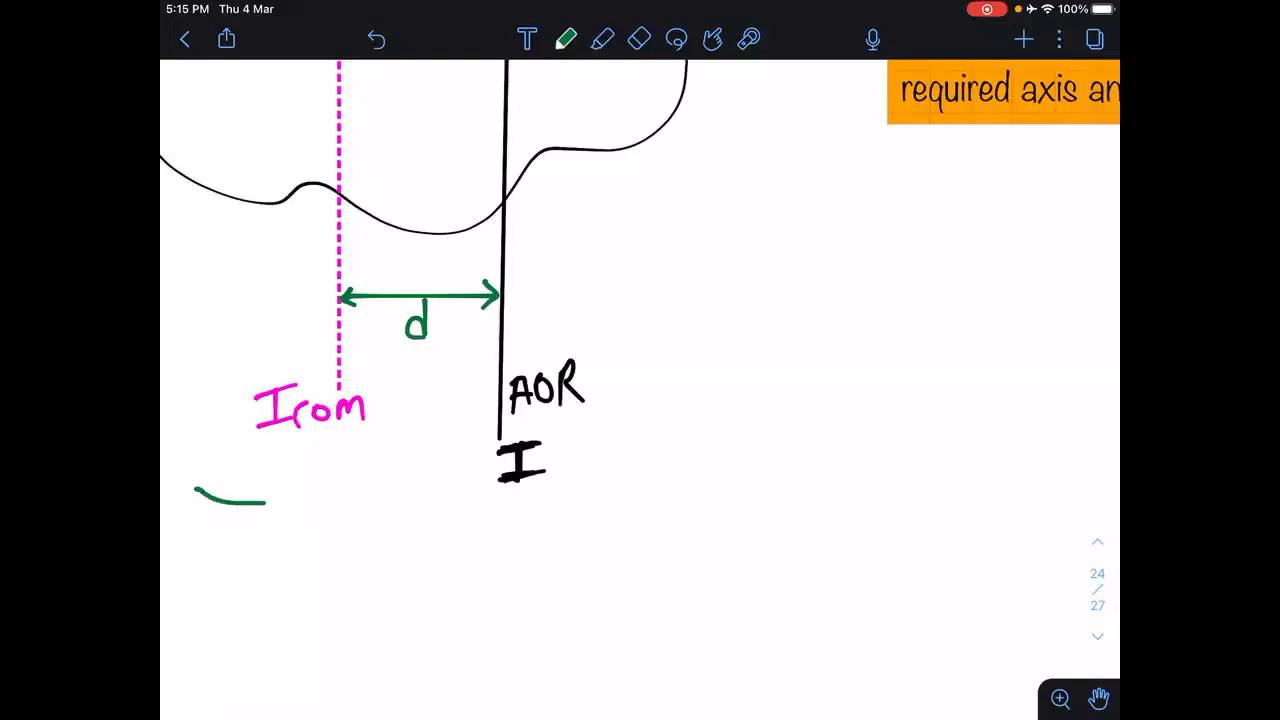 5:15 PM Thu 4 Mar
100%
T
required axis an
d
Icom
AOR
I
24
/
27